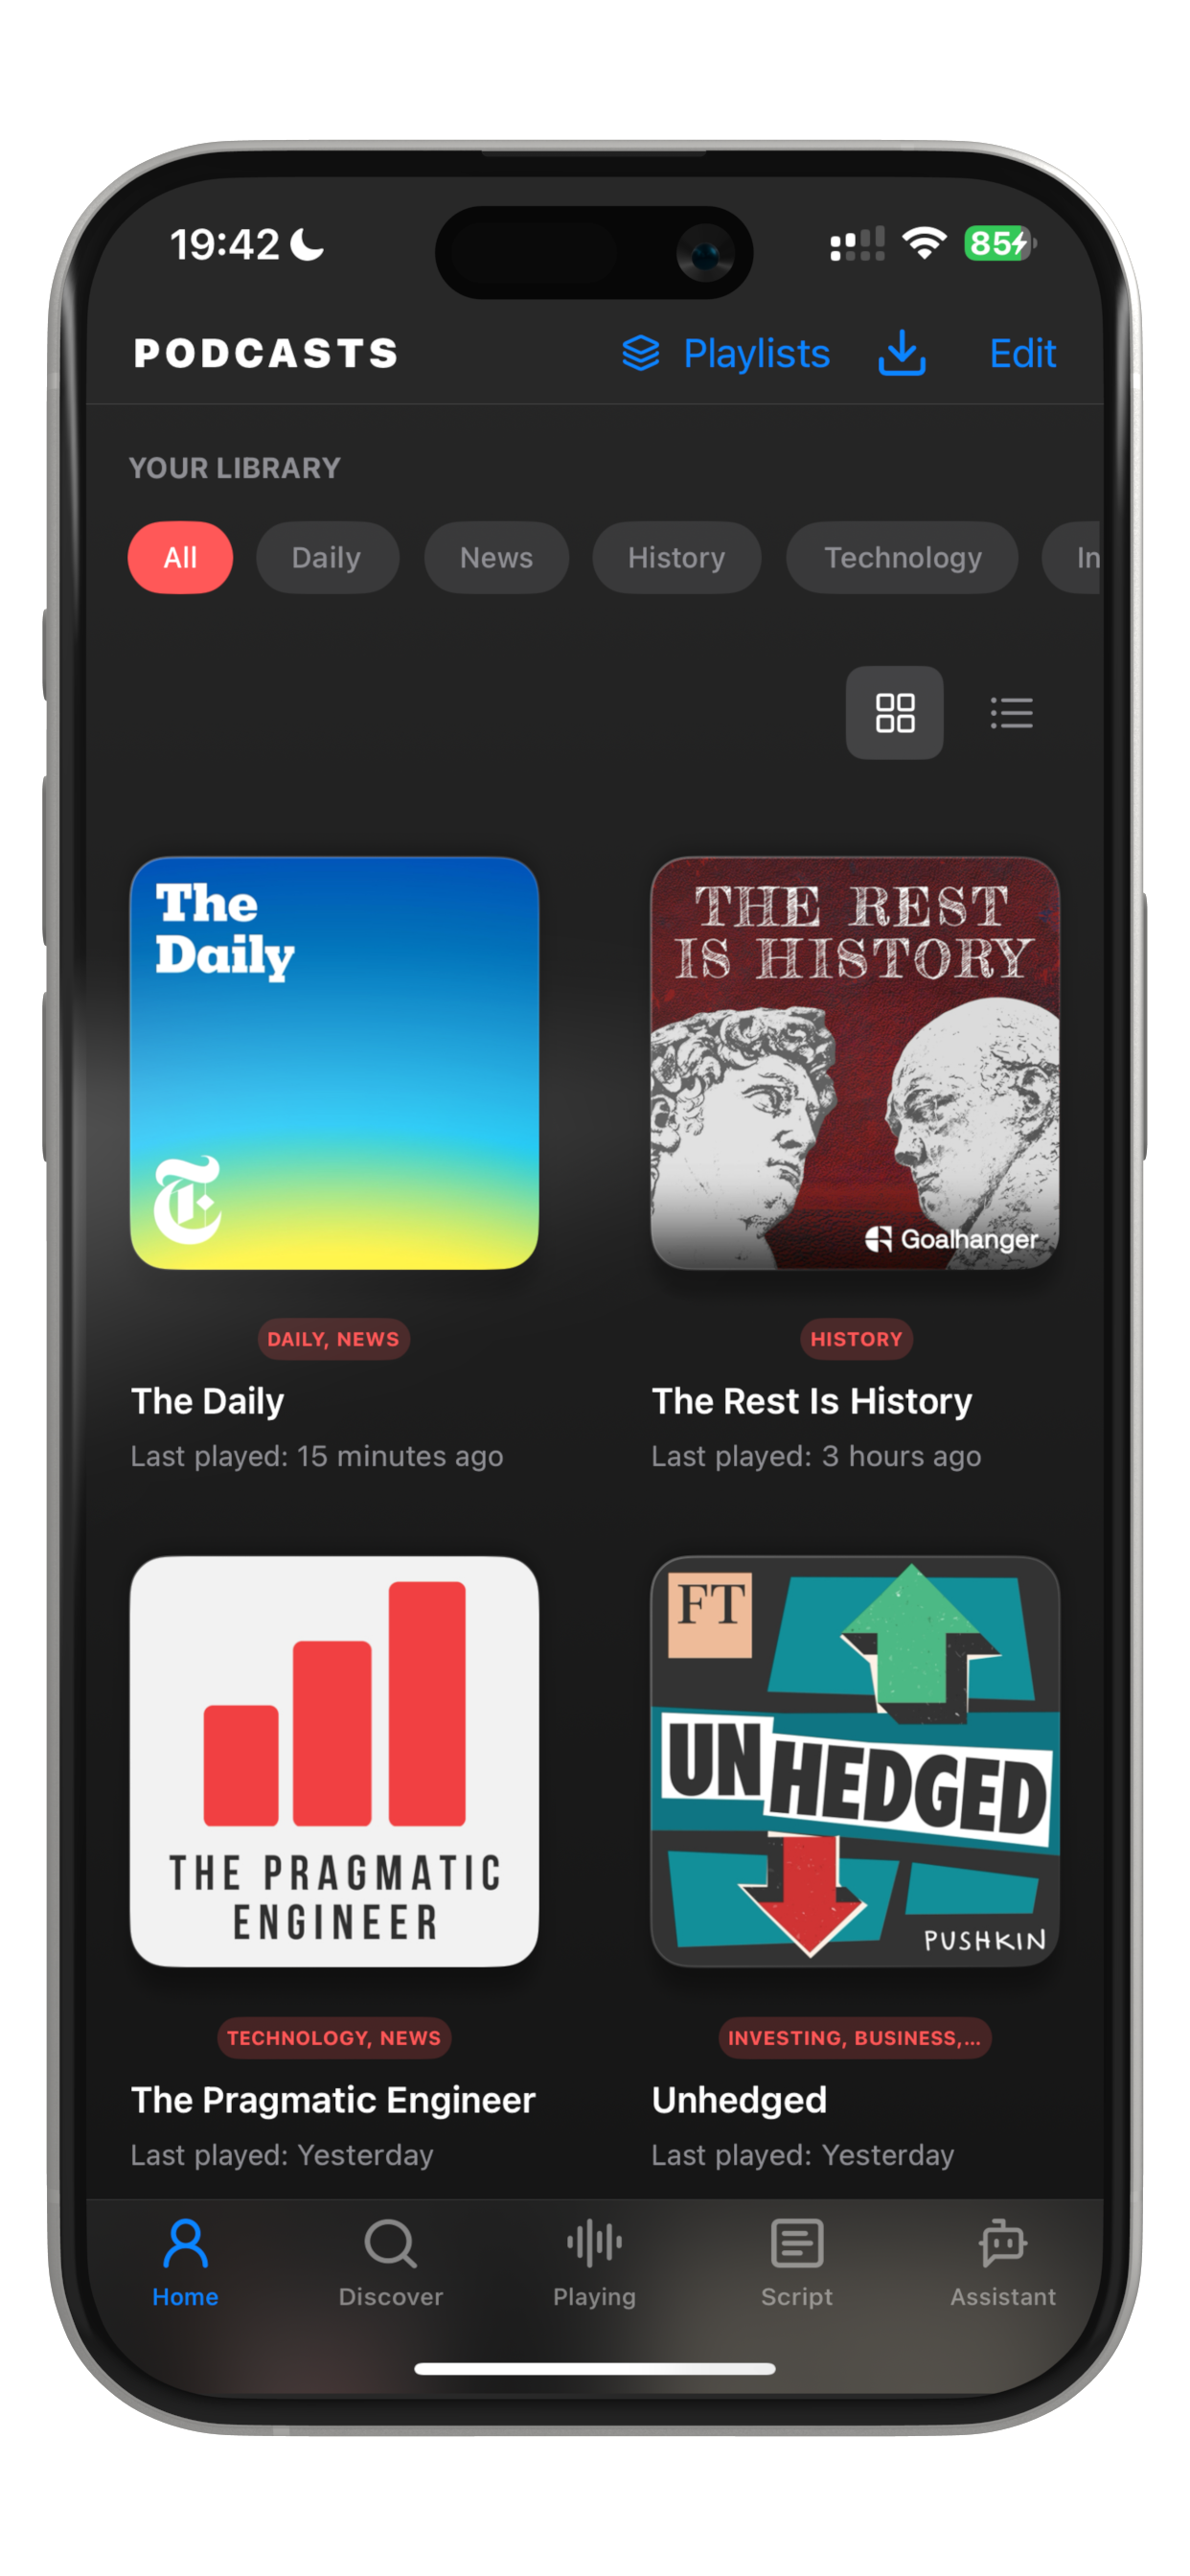 19:42
85
PODCASTS
Playlists
Edit
YOUR LIBRARY
All
Daily
News
History
Technology
In
The
Daily
T
THE REST
IS HISTORY
Goalhanger
DAILY, NEWS
HISTORY
The Daily
The Rest Is History
Last played: 15 minutes ago
Last played: 3 hours ago
THE PRAGMATIC
ENGINEER
FT
UNHEDGED
PUSHKIN
TECHNOLOGY, NEWS
INVESTING, BUSINESS,...
The Pragmatic Engineer
Unhedged
Last played: Yesterday
Last played: Yesterday
Home
Discover
Playing
Script
Assistant